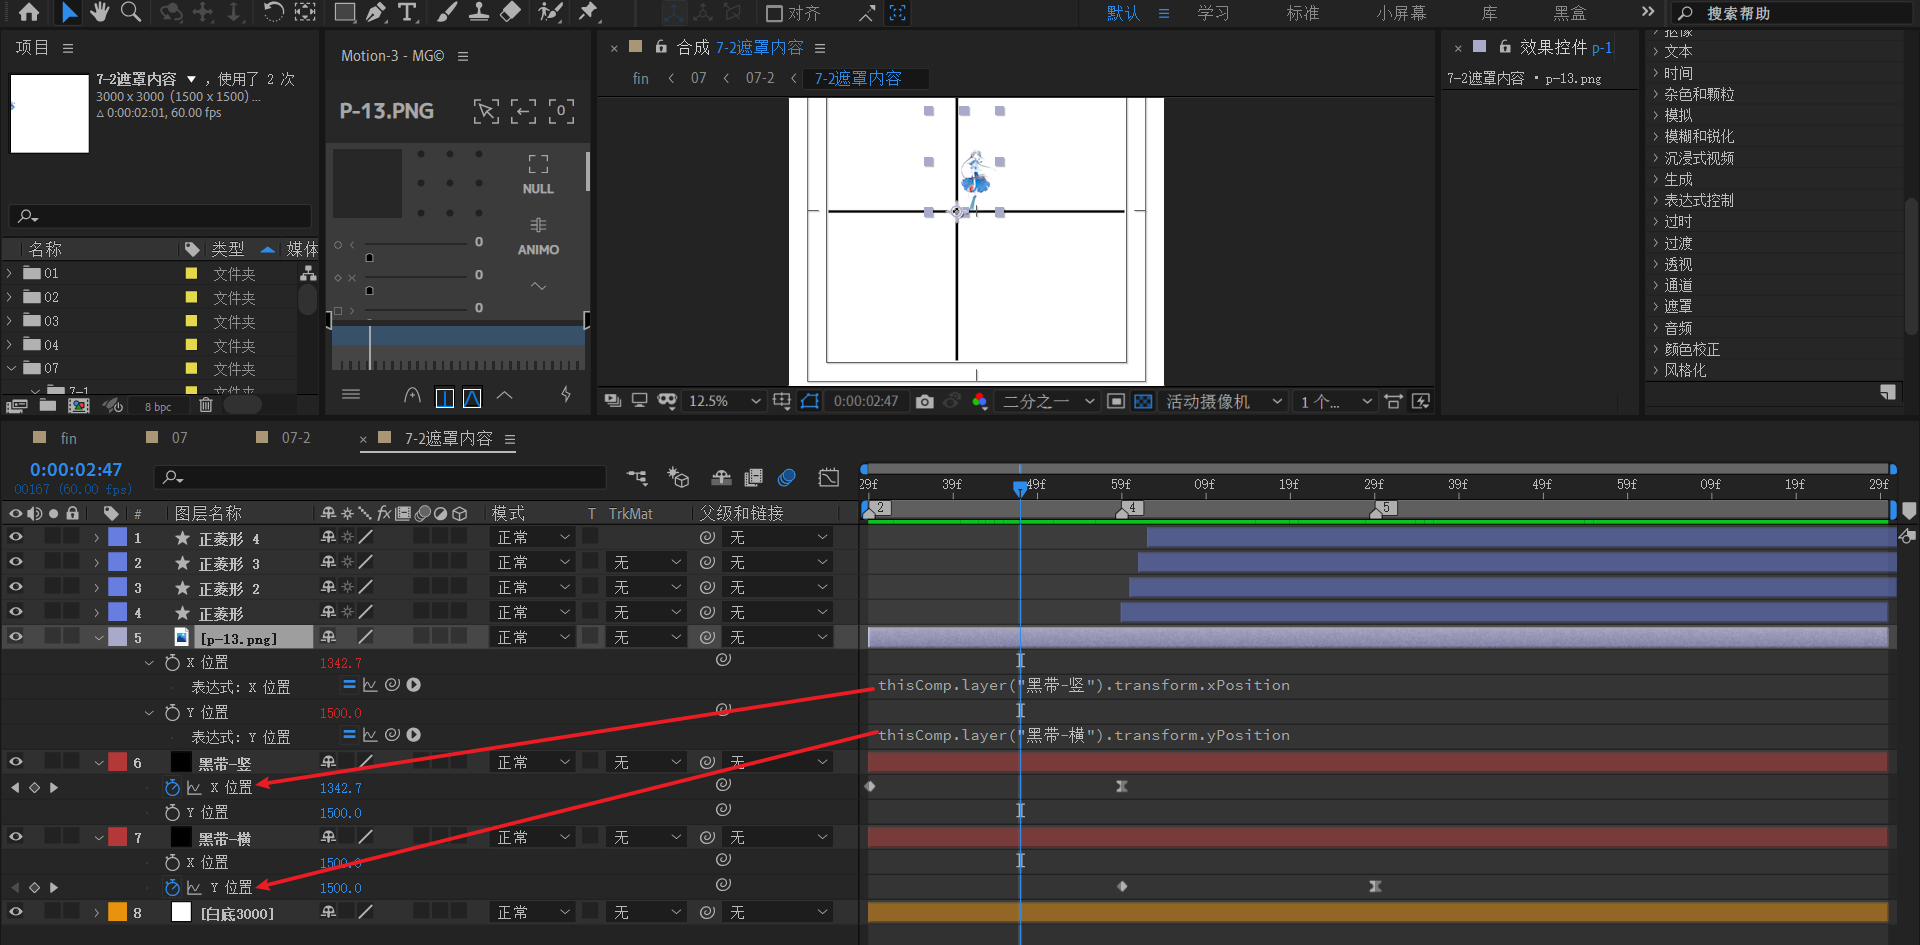 对齐
默认
学习
标准
小屏幕
库
黑盒
搜索帮助
项目
7-2遮罩内容 ▼ ，使用了 2 次
3000 x 3000 (1500 x 1500) ...
Δ 0:00:02:01, 60.00 fps
名称
类型
媒体
01 文件夹
02 文件夹
03 文件夹
04 文件夹
07 文件夹
7-1 文件夹
8 bpc
Motion-3 - MG©
P-13.PNG
0
NULL
ANIMO
0
0
0
合成 7-2遮罩内容
fin < 07 < 07-2 < 7-2遮罩内容
12.5%
0:00:02:47
二分之一
活动摄像机
1 个...
效果控件 p-1
7-2遮罩内容 · p-13.png
抠像
文本
时间
杂色和颗粒
模拟
模糊和锐化
沉浸式视频
生成
表达式控制
过时
过渡
透视
通道
遮罩
音频
颜色校正
风格化
fin
07
07-2
7-2遮罩内容
0:00:02:47
00167 (60.00 fps)
29f 39f 49f 59f 09f 19f 29f 39f 49f 59f 09f 19f 29f
2 4 5
# 图层名称 fx 模式 T TrkMat 父级和链接
1 正菱形 4 正常 无
2 正菱形 3 正常 无 无
3 正菱形 2 正常 无 无
4 正菱形 正常 无 无
5 [p-13.png] 正常 无 无
X 位置 1342.7
表达式: X 位置 thisComp.layer("黑带-竖").transform.xPosition
Y 位置 1500.0
表达式: Y 位置 thisComp.layer("黑带-横").transform.yPosition
6 黑带-竖 正常 无 无
X 位置 1342.7
Y 位置 1500.0
7 黑带-横 正常 无 无
X 位置 1500.0
Y 位置 1500.0
8 [白底3000] 正常 无 无